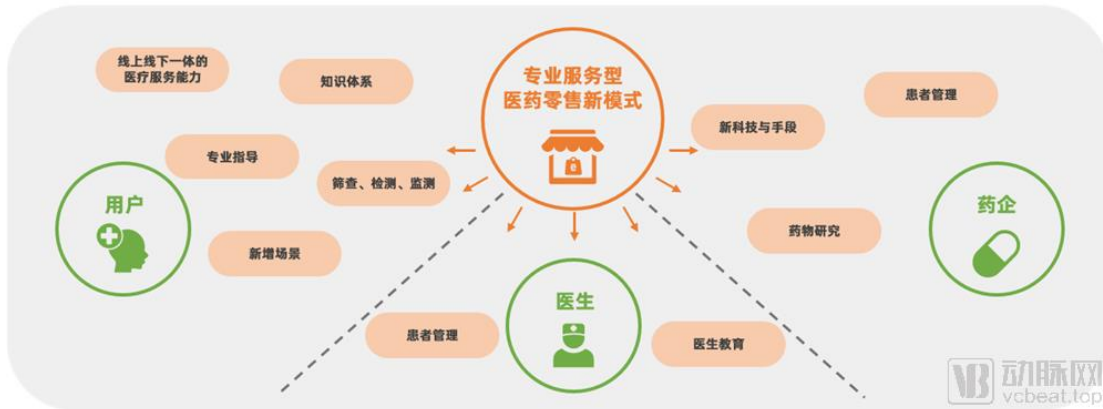 线上线下一体的
医疗服务能力
知识体系
专业服务型
医药零售新模式
患者管理
新科技与手段
专业指导
筛查、检测、监测
用户
药企
药物研究
新增场景
医生
患者管理
医生教育
VB 动脉网
vcbeat.top